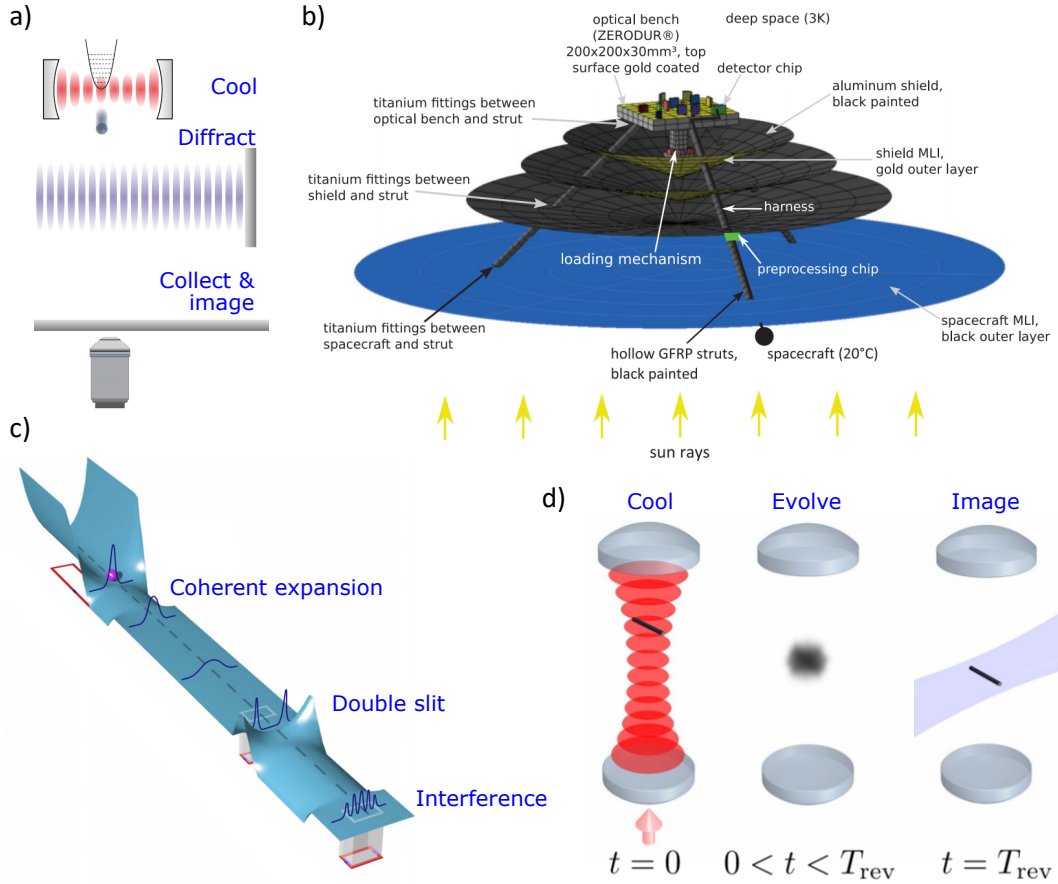 a)
Cool
Diffract
Collect &
image
b)
optical bench
(ZERODUR®)
200x200x30mm³, top
surface gold coated
deep space (3K)
detector chip
aluminum shield,
black painted
titanium fittings between
optical bench and strut
shield MLI,
gold outer layer
titanium fittings between
shield and strut
harness
loading mechanism
preprocessing chip
titanium fittings between
spacecraft and strut
hollow GFRP struts,
black painted
spacecraft (20°C)
spacecraft MLI,
black outer layer
sun rays
c)
Coherent expansion
Double slit
Interference
d)
Cool
Evolve
Image
t = 0
0 < t < T_rev
t = T_rev